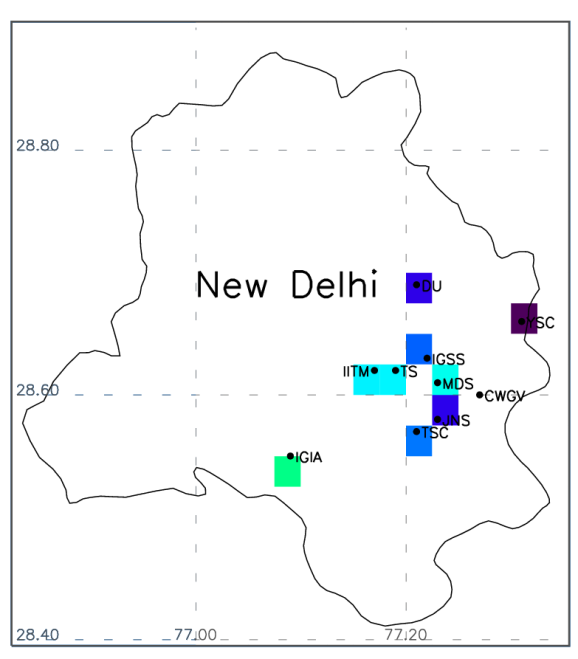 28.80
New Delhi
DU
YSC
IGSS
IITM
TS
MDS
28.60
CWGV
JNS
TSC
IGIA
28.40
77.00
77.20